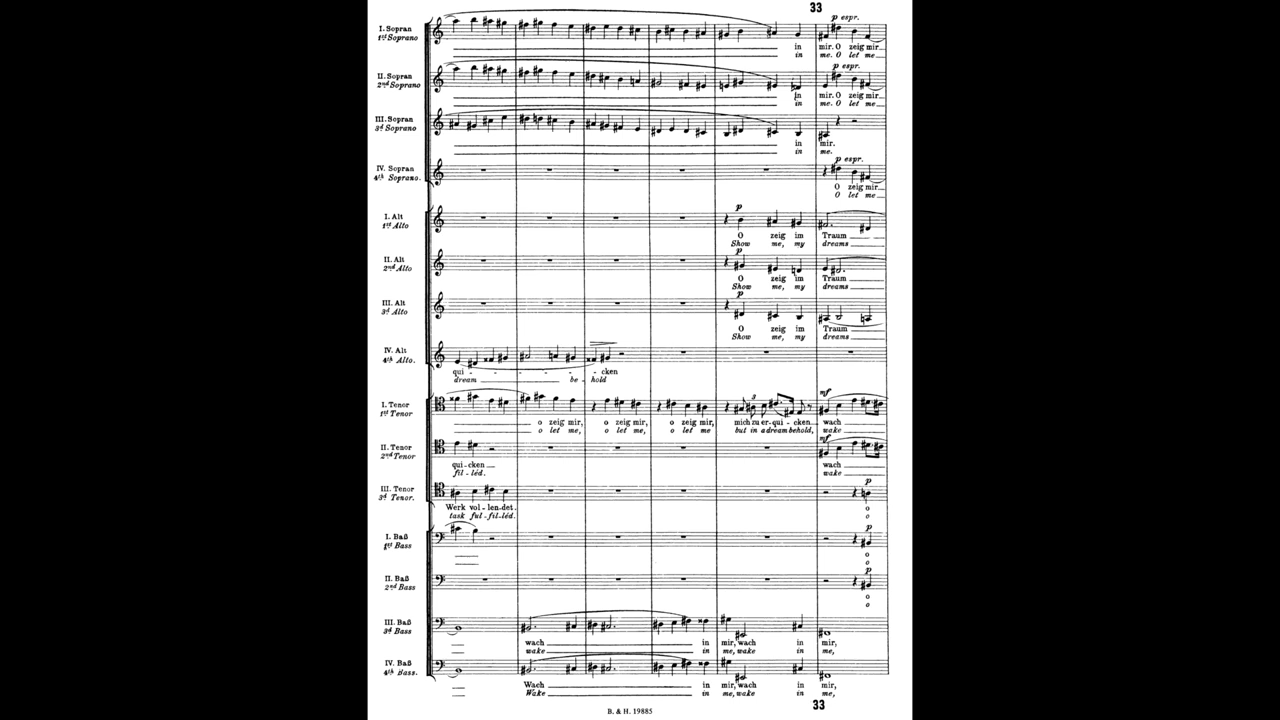 33
p espr.
I. Sopran
1st Soprano
in mir. O zeig mir
in me. O let me
p espr.
II. Sopran
2nd Soprano
in mir. O zeig mir
in me. O let me
III. Sopran
3d Soprano
in mir.
in me.
p espr.
IV. Sopran
4th Soprano.
O zeig mir
O let me
p
I. Alt
1st Alto
O zeig im Traum
Show me, my dreams
p
II. Alt
2nd Alto
O zeig im Traum
Show me, my dreams
p
III. Alt
3d Alto
O zeig im Traum
Show me, my dreams
IV. Alt
4th Alto.
qui - - - - - - cken
dream be - hold
mf
3
I. Tenor
1st Tenor
o zeig mir, o zeig mir, o zeig mir, mich zu er-qui - cken wach
o let me, o let me, o let me but in a dream behold, wake
mf
II. Tenor
2nd Tenor
qui-cken wach
fil-léd. wake
p
III. Tenor
3d Tenor.
Werk vol-len-det. o
task ful-fil-léd. o
p
I. Baß
1st Bass
o
o
p
II. Baß
2nd Bass
o
o
III. Baß
3d Bass
wach in mir, wach in mir,
wake in me, wake in me,
IV. Baß
4th Bass.
Wach in mir, wach in mir,
Wake in me, wake in me,
B. & H. 19885
33